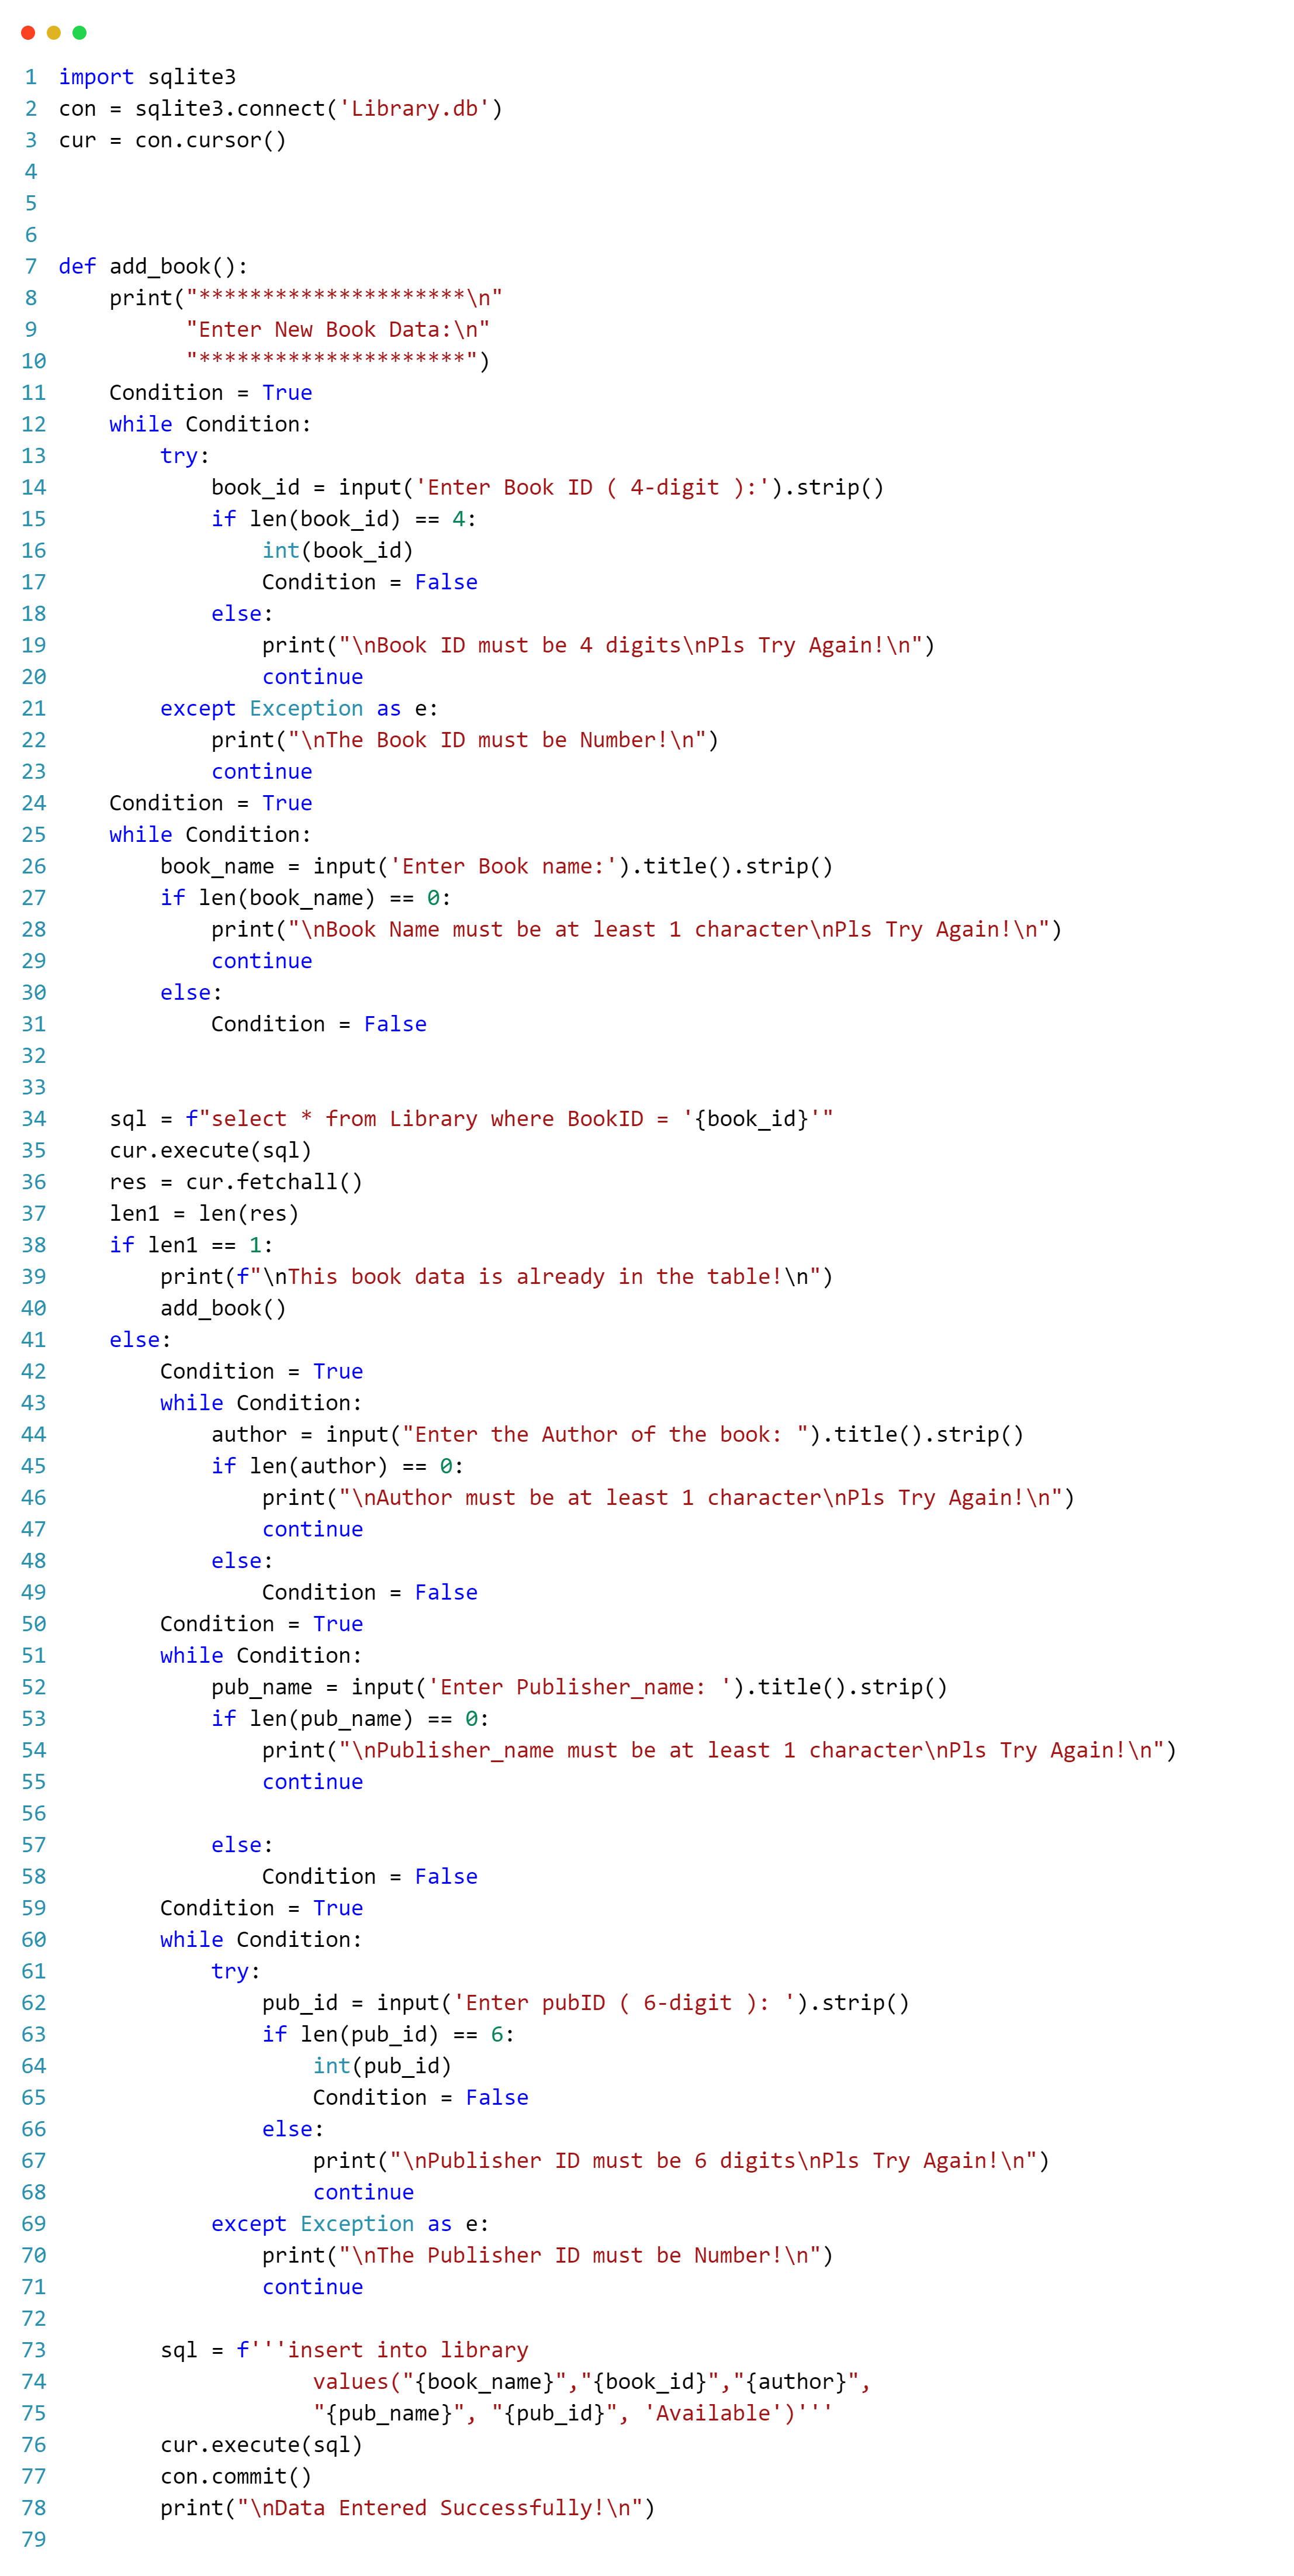 1 import sqlite3
2 con = sqlite3.connect('Library.db')
3 cur = con.cursor()
4
5
6
7 def add_book():
8     print("*********************\n"
9           "Enter New Book Data:\n"
10           "*********************")
11     Condition = True
12     while Condition:
13         try:
14             book_id = input('Enter Book ID ( 4-digit ):').strip()
15             if len(book_id) == 4:
16                 int(book_id)
17                 Condition = False
18             else:
19                 print("\nBook ID must be 4 digits\nPls Try Again!\n")
20                 continue
21         except Exception as e:
22             print("\nThe Book ID must be Number!\n")
23             continue
24     Condition = True
25     while Condition:
26         book_name = input('Enter Book name:').title().strip()
27         if len(book_name) == 0:
28             print("\nBook Name must be at least 1 character\nPls Try Again!\n")
29             continue
30         else:
31             Condition = False
32
33
34     sql = f"select * from Library where BookID = '{book_id}'"
35     cur.execute(sql)
36     res = cur.fetchall()
37     len1 = len(res)
38     if len1 == 1:
39         print(f"\nThis book data is already in the table!\n")
40         add_book()
41     else:
42         Condition = True
43         while Condition:
44             author = input("Enter the Author of the book: ").title().strip()
45             if len(author) == 0:
46                 print("\nAuthor must be at least 1 character\nPls Try Again!\n")
47                 continue
48             else:
49                 Condition = False
50         Condition = True
51         while Condition:
52             pub_name = input('Enter Publisher_name: ').title().strip()
53             if len(pub_name) == 0:
54                 print("\nPublisher_name must be at least 1 character\nPls Try Again!\n")
55                 continue
56
57             else:
58                 Condition = False
59         Condition = True
60         while Condition:
61             try:
62                 pub_id = input('Enter pubID ( 6-digit ): ').strip()
63                 if len(pub_id) == 6:
64                     int(pub_id)
65                     Condition = False
66                 else:
67                     print("\nPublisher ID must be 6 digits\nPls Try Again!\n")
68                     continue
69             except Exception as e:
70                 print("\nThe Publisher ID must be Number!\n")
71                 continue
72
73         sql = f'''insert into library
74                     values("{book_name}","{book_id}","{author}",
75                     "{pub_name}", "{pub_id}", 'Available')'''
76         cur.execute(sql)
77         con.commit()
78         print("\nData Entered Successfully!\n")
79